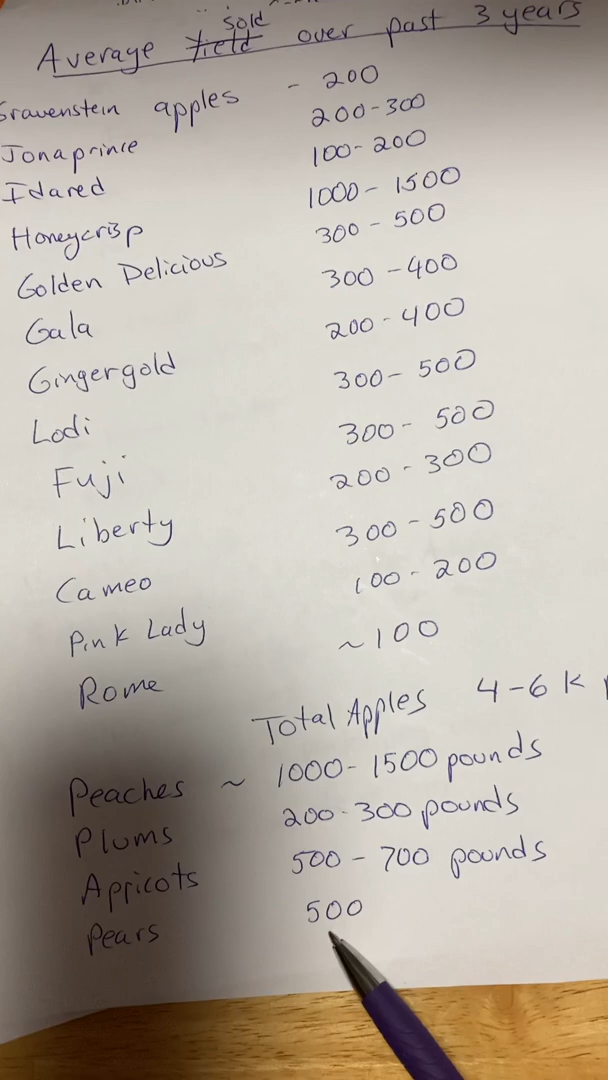 Average yield sold over past 3 years
Gravenstein apples - 200
Jonaprince 200-300
Idared 100-200
Honeycrisp 1000-1500
Golden Delicious 300-500
Gala 300-400
Gingergold 200-400
Lodi 300-500
Fuji 300-500
Liberty 200-300
Cameo 300-500
Pink Lady 100-200
Rome ~100
Total Apples 4-6 K
Peaches ~ 1000-1500 pounds
Plums 200-300 pounds
Apricots 500-700 pounds
Pears 500